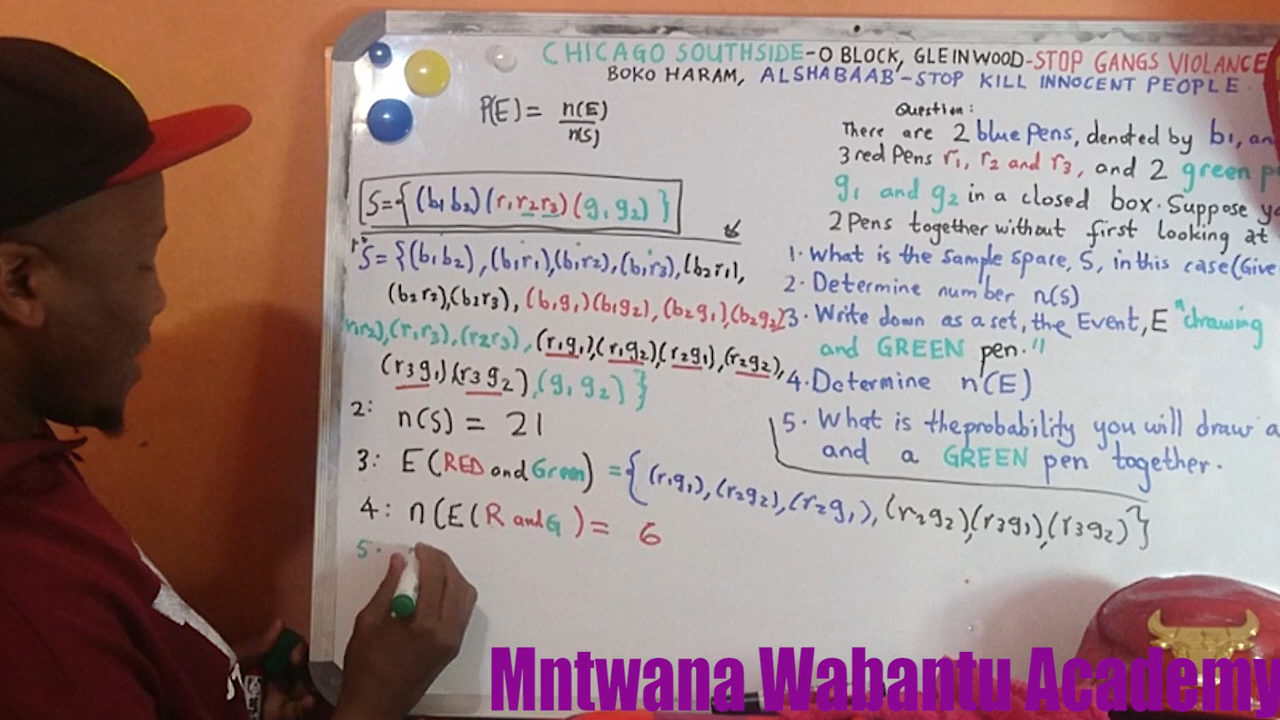 CHICAGO SOUTHSIDE-O BLOCK, GLEINWOOD-STOP GANGS VIOLANCE
BOKO HARAM, ALSHABAAB-STOP KILL INNOCENT PEOPLE.
P(E) = n(E)
n(S)
S={(b1b2)(r1r2r3)(g1g2)}
S={(b1b2),(b1r1),(b1r2),(b1r3),(b2r1),
(b2r2),(b2r3),(b1g1)(b1g2),(b2g1),(b2g2)
(r1r3),(r2r3),(r1g1),(r1g2)(r2g1),(r2g2),
(r3g1)(r3g2),(g1g2)}
2: n(S) = 21
3: E(RED and Green) ={(r1g1),(r2g2),(r2g1),(r2g2),(r3g1),(r3g2)}
4: n(E(R and G)= 6
5.
Question:
There are 2 blue Pens, denoted by b1,
3 red Pens r1, r2 and r3, and 2 green
g1 and g2 in a closed box. Suppose
2 Pens together without first looking at
1. What is the Sample Space, S, in this case(Give
2. Determine number n(S)
3. Write down as a set, the Event, E "drawing
and GREEN pen."
4. Determine n(E)
5. What is the probability you will draw a
and a GREEN pen together.
Mntwana Wabantu Academy